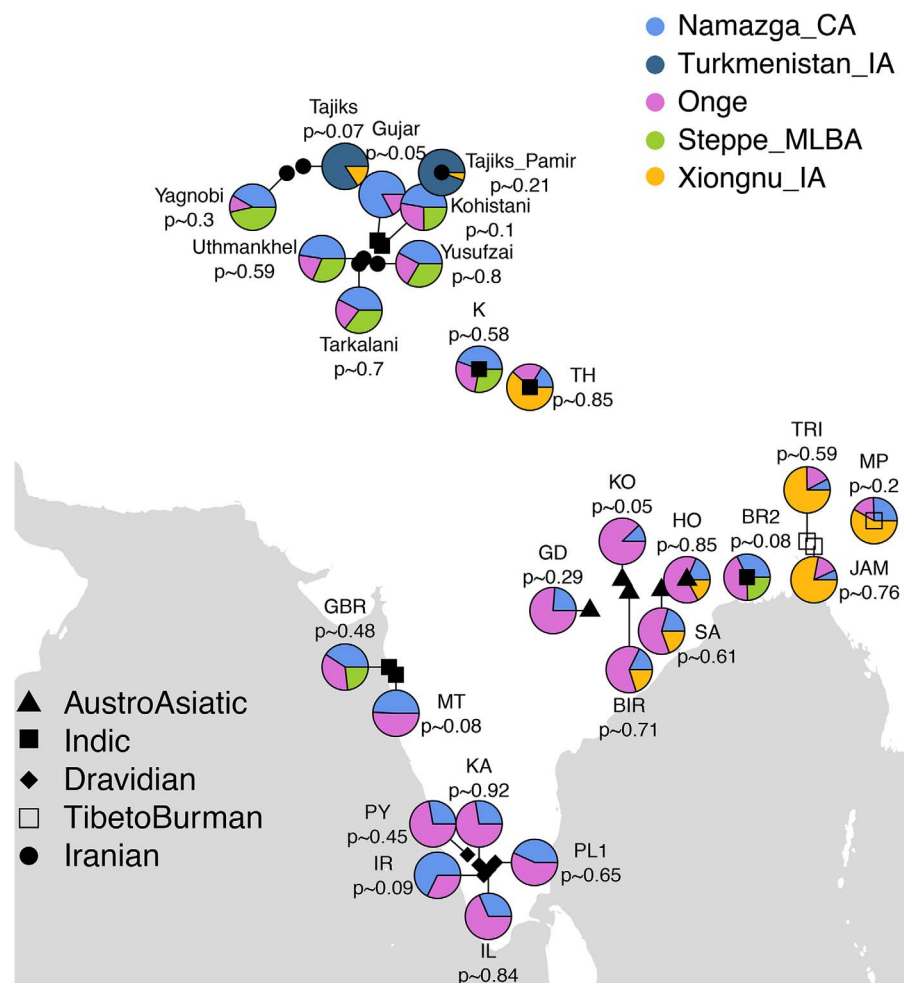 Namazga_CA
Turkmenistan_IA
Onge
Steppe_MLBA
Xiongnu_IA
Tajiks
p~0.07
Gujar
p~0.05
Tajiks_Pamir
p~0.21
Yagnobi
p~0.3
Kohistani
p~0.1
Uthmankhel
p~0.59
Yusufzai
p~0.8
Tarkalani
p~0.7
K
p~0.58
TH
p~0.85
TRI
p~0.59
MP
p~0.2
KO
p~0.05
HO
p~0.85
BR2
p~0.08
GD
p~0.29
JAM
p~0.76
GBR
p~0.48
SA
p~0.61
MT
p~0.08
BIR
p~0.71
AustroAsiatic
Indic
Dravidian
TibetoBurman
Iranian
KA
p~0.92
PY
p~0.45
IR
p~0.09
PL1
p~0.65
IL
p~0.84